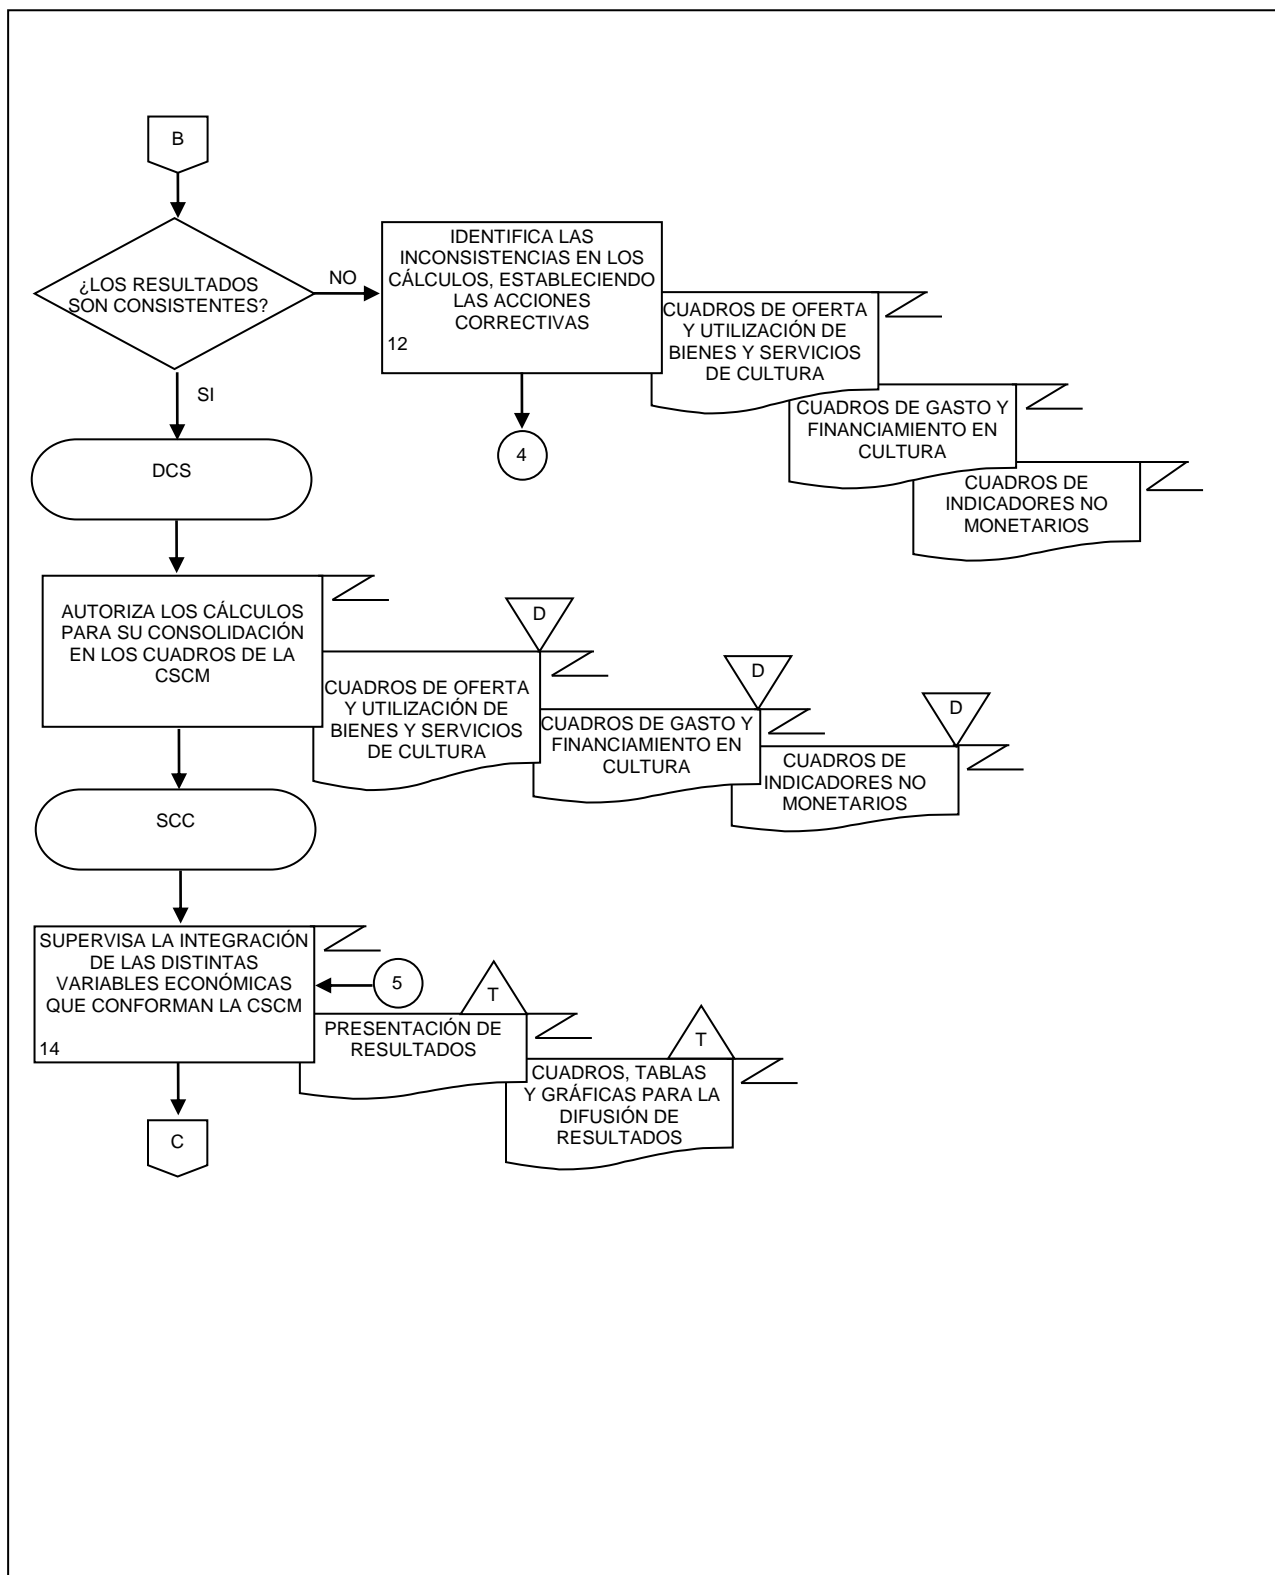 B
¿LOS RESULTADOS
SON CONSISTENTES?
NO
SI
IDENTIFICA LAS
INCONSISTENCIAS EN LOS
CÁLCULOS, ESTABLECIENDO
LAS ACCIONES
CORRECTIVAS
12
CUADROS DE OFERTA
Y UTILIZACIÓN DE
BIENES Y SERVICIOS
DE CULTURA
CUADROS DE GASTO Y
FINANCIAMIENTO EN
CULTURA
CUADROS DE
INDICADORES NO
MONETARIOS
4
DCS
AUTORIZA LOS CÁLCULOS
PARA SU CONSOLIDACIÓN
EN LOS CUADROS DE LA
CSCM
D
CUADROS DE OFERTA
Y UTILIZACIÓN DE
BIENES Y SERVICIOS
DE CULTURA
D
CUADROS DE GASTO Y
FINANCIAMIENTO EN
CULTURA
D
CUADROS DE
INDICADORES NO
MONETARIOS
SCC
SUPERVISA LA INTEGRACIÓN
DE LAS DISTINTAS
VARIABLES ECONÓMICAS
QUE CONFORMAN LA CSCM
14
5
T
PRESENTACIÓN DE
RESULTADOS
T
CUADROS, TABLAS
Y GRÁFICAS PARA LA
DIFUSIÓN DE
RESULTADOS
C